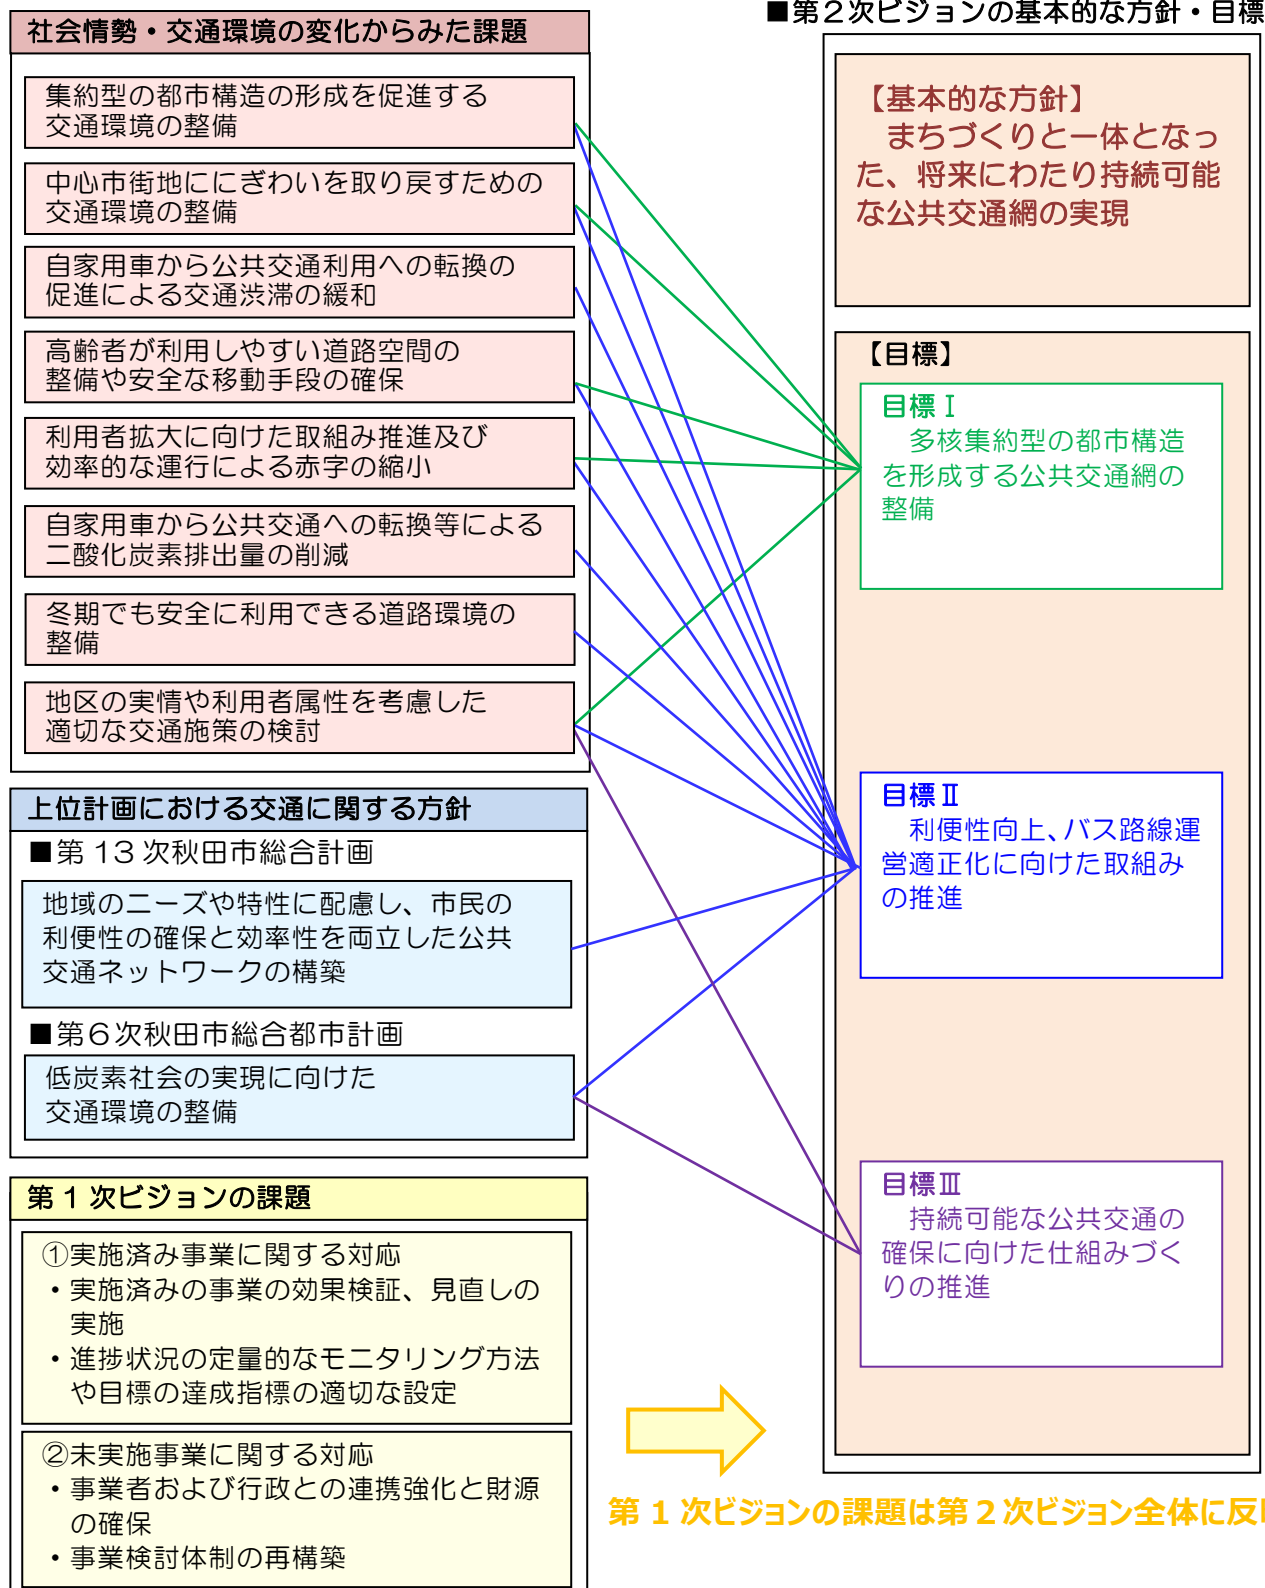 社会情勢・交通環境の変化からみた課題
集約型の都市構造の形成を促進する
交通環境の整備
中心市街地ににぎわいを取り戻すための
交通環境の整備
自家用車から公共交通利用への転換の
促進による交通渋滞の緩和
高齢者が利用しやすい道路空間の
整備や安全な移動手段の確保
利用者拡大に向けた取組み推進及び
効率的な運行による赤字の縮小
自家用車から公共交通への転換等による
二酸化炭素排出量の削減
冬期でも安全に利用できる道路環境の
整備
地区の実情や利用者属性を考慮した
適切な交通施策の検討
上位計画における交通に関する方針
■第13次秋田市総合計画
地域のニーズや特性に配慮し、市民の
利便性の確保と効率性を両立した公共
交通ネットワークの構築
■第6次秋田市総合都市計画
低炭素社会の実現に向けた
交通環境の整備
第1次ビジョンの課題
①実施済み事業に関する対応
・実施済みの事業の効果検証、見直しの
実施
・進捗状況の定量的なモニタリング方法
や目標の達成指標の適切な設定
②未実施事業に関する対応
・事業者および行政との連携強化と財源
の確保
・事業検討体制の再構築
■第2次ビジョンの基本的な方針・目標
【基本的な方針】
まちづくりと一体となっ
た、将来にわたり持続可能
な公共交通網の実現
【目標】
目標Ⅰ
多核集約型の都市構造
を形成する公共交通網の
整備
目標Ⅱ
利便性向上、バス路線運
営適正化に向けた取組み
の推進
目標Ⅲ
持続可能な公共交通の
確保に向けた仕組みづく
りの推進
第1次ビジョンの課題は第2次ビジョン全体に反